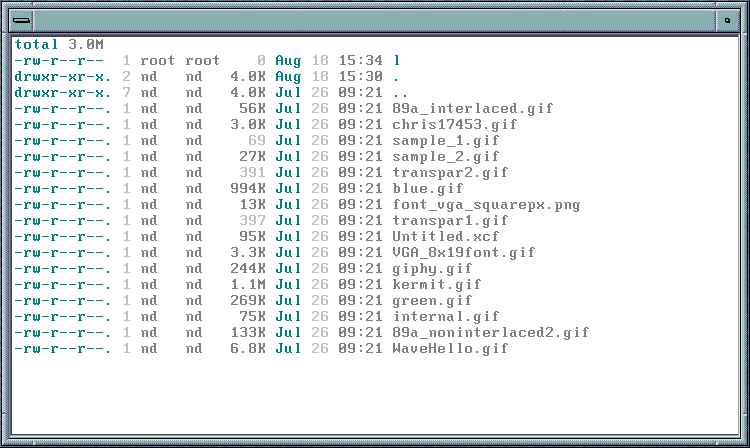 total 3.0M
-rw-r--r--  1 root root    0 Aug 18 15:34 l
drwxr-xr-x. 2 nd   nd   4.0K Aug 18 15:30 .
drwxr-xr-x. 7 nd   nd   4.0K Jul 26 09:21 ..
-rw-r--r--. 1 nd   nd    56K Jul 26 09:21 89a_interlaced.gif
-rw-r--r--. 1 nd   nd   3.0K Jul 26 09:21 chris17453.gif
-rw-r--r--. 1 nd   nd     69 Jul 26 09:21 sample_1.gif
-rw-r--r--. 1 nd   nd    27K Jul 26 09:21 sample_2.gif
-rw-r--r--. 1 nd   nd    391 Jul 26 09:21 transpar2.gif
-rw-r--r--. 1 nd   nd   994K Jul 26 09:21 blue.gif
-rw-r--r--. 1 nd   nd    13K Jul 26 09:21 font_vga_squarepx.png
-rw-r--r--. 1 nd   nd    397 Jul 26 09:21 transpar1.gif
-rw-r--r--. 1 nd   nd    95K Jul 26 09:21 Untitled.xcf
-rw-r--r--. 1 nd   nd   3.3K Jul 26 09:21 VGA_8x19font.gif
-rw-r--r--. 1 nd   nd   244K Jul 26 09:21 giphy.gif
-rw-r--r--. 1 nd   nd   1.1M Jul 26 09:21 kermit.gif
-rw-r--r--. 1 nd   nd   269K Jul 26 09:21 green.gif
-rw-r--r--. 1 nd   nd    75K Jul 26 09:21 internal.gif
-rw-r--r--. 1 nd   nd   133K Jul 26 09:21 89a_noninterlaced2.gif
-rw-r--r--. 1 nd   nd   6.8K Jul 26 09:21 WaveHello.gif